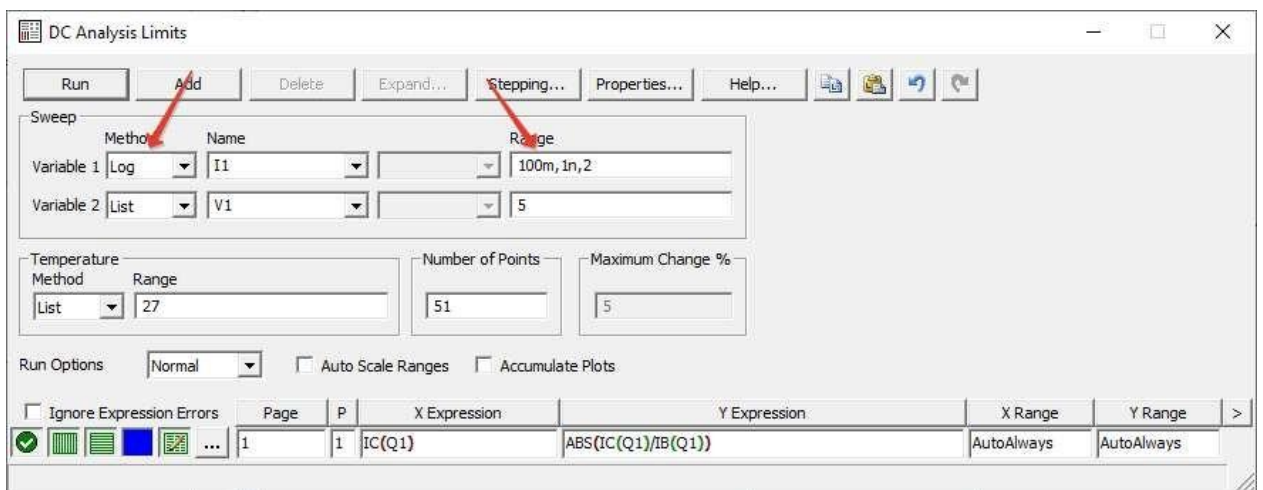 DC Analysis Limits
Run Add Delete Expand... Stepping... Properties... Help...
Sweep
Method Name Range
Variable 1 Log I1 100m,1n,2
Variable 2 List V1 5
Temperature Number of Points Maximum Change %
Method Range
List 27 51 5
Run Options Normal Auto Scale Ranges Accumulate Plots
Ignore Expression Errors Page P X Expression Y Expression X Range Y Range >
... 1 1 IC(Q1) ABS(IC(Q1)/IB(Q1)) AutoAlways AutoAlways